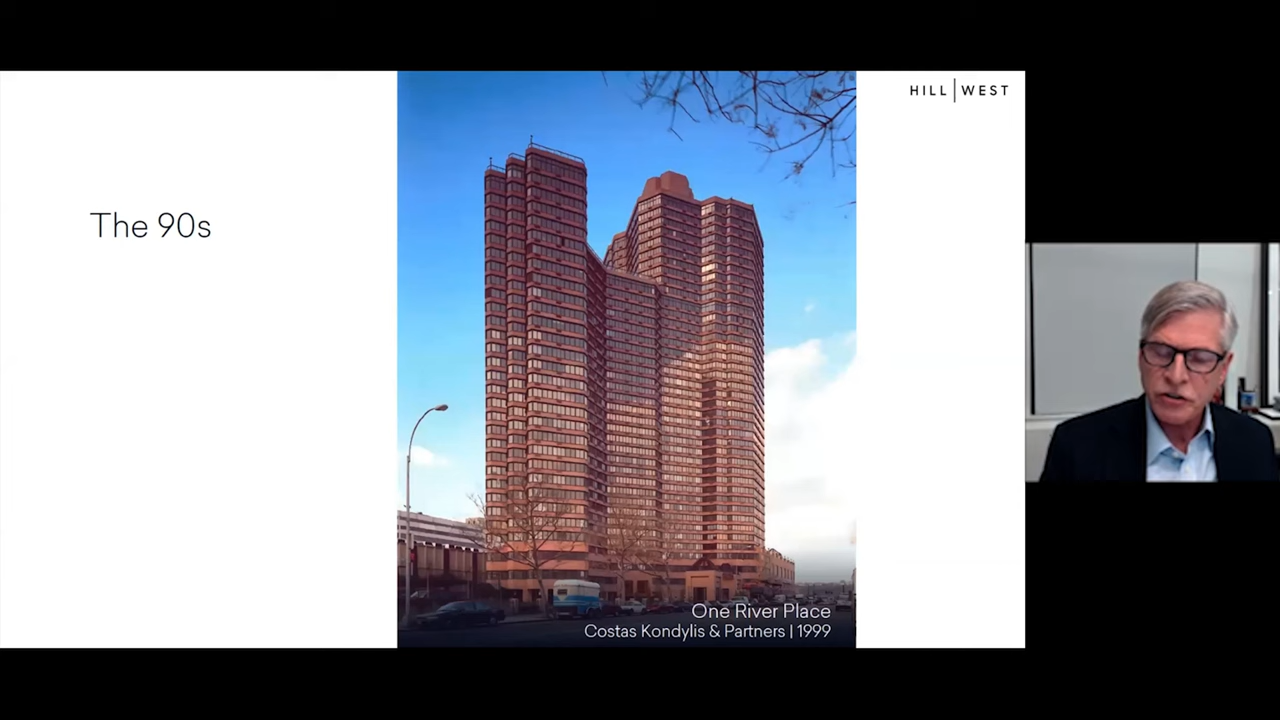 HILL|WEST
The 90s
One River Place
Costas Kondylis & Partners | 1999